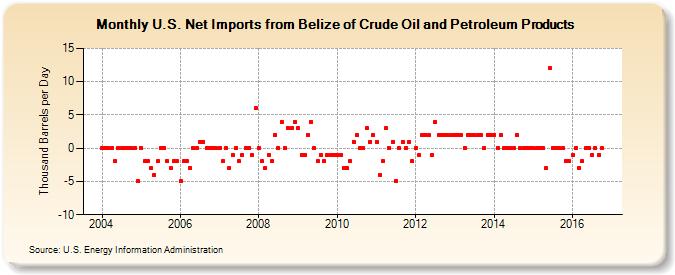 Monthly U.S. Net Imports from Belize of Crude Oil and Petroleum Products
Thousand Barrels per Day
15
10
5
0
-5
-10
2004 2006 2008 2010 2012 2014 2016
Source: U.S. Energy Information Administration